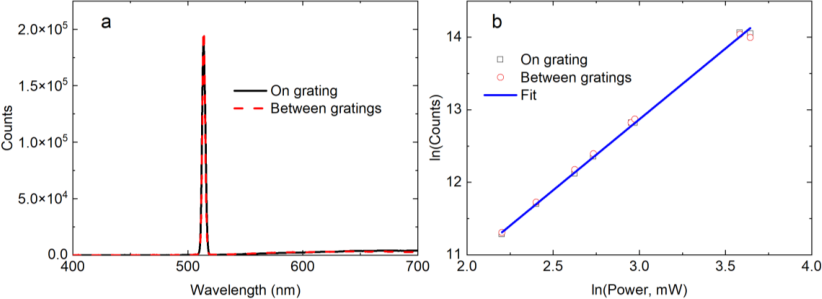 a
2.0×10⁵
1.5×10⁵
1.0×10⁵
5.0×10⁴
0.0
Counts
On grating
Between gratings
400
500
600
700
Wavelength (nm)
b
14
13
12
11
ln(Counts)
On grating
Between gratings
Fit
2.0
2.5
3.0
3.5
4.0
ln(Power, mW)